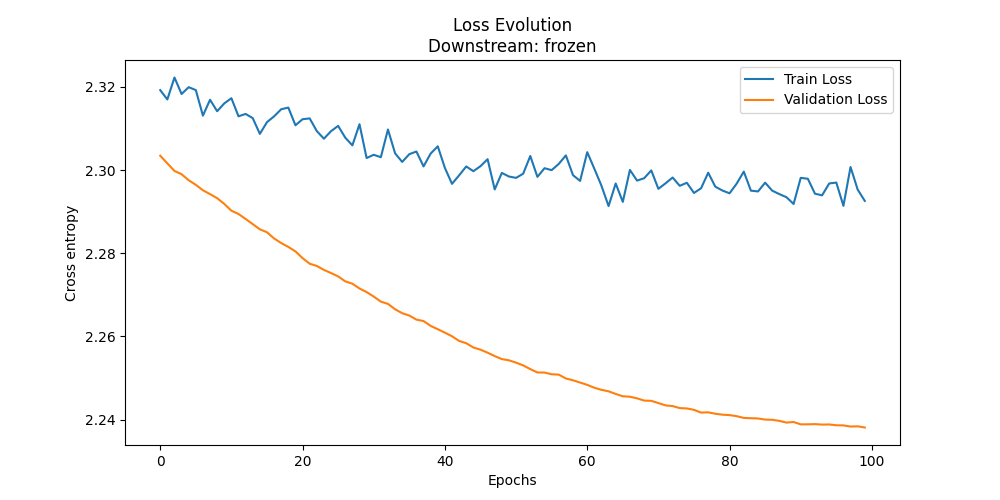 Loss Evolution
Downstream: frozen
Train Loss
Validation Loss
Cross entropy
2.32
2.30
2.28
2.26
2.24
0 20 40 60 80 100
Epochs